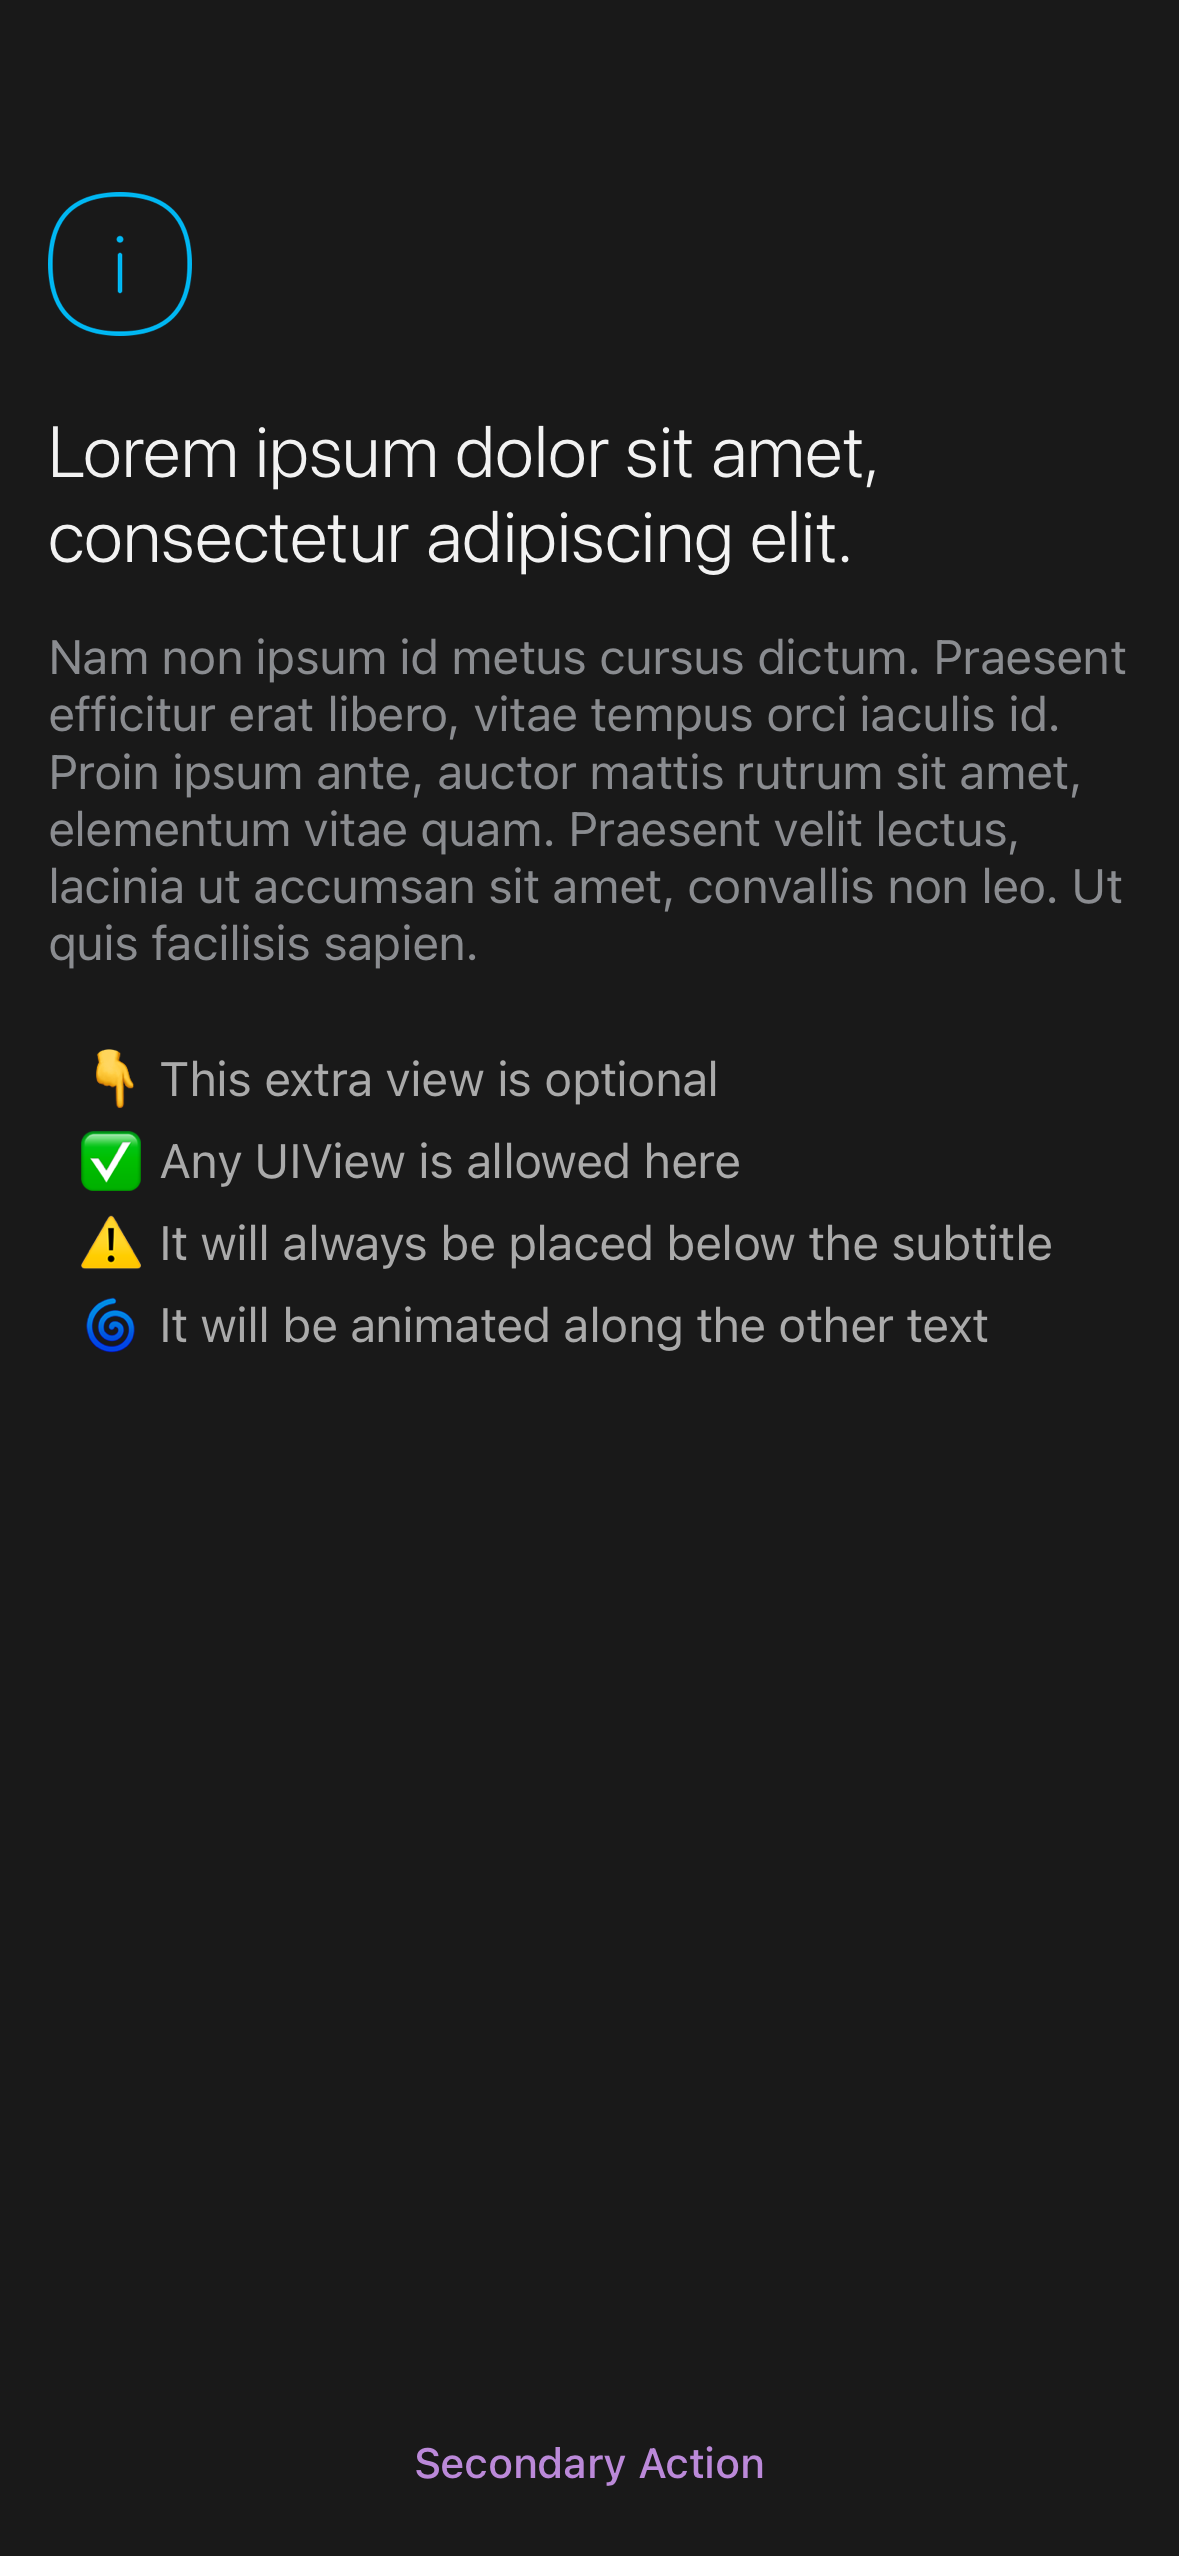 Lorem ipsum dolor sit amet,
consectetur adipiscing elit.
Nam non ipsum id metus cursus dictum. Praesent
efficitur erat libero, vitae tempus orci iaculis id.
Proin ipsum ante, auctor mattis rutrum sit amet,
elementum vitae quam. Praesent velit lectus,
lacinia ut accumsan sit amet, convallis non leo. Ut
quis facilisis sapien.
👇 This extra view is optional
✅ Any UIView is allowed here
⚠️ It will always be placed below the subtitle
🌀 It will be animated along the other text
Secondary Action